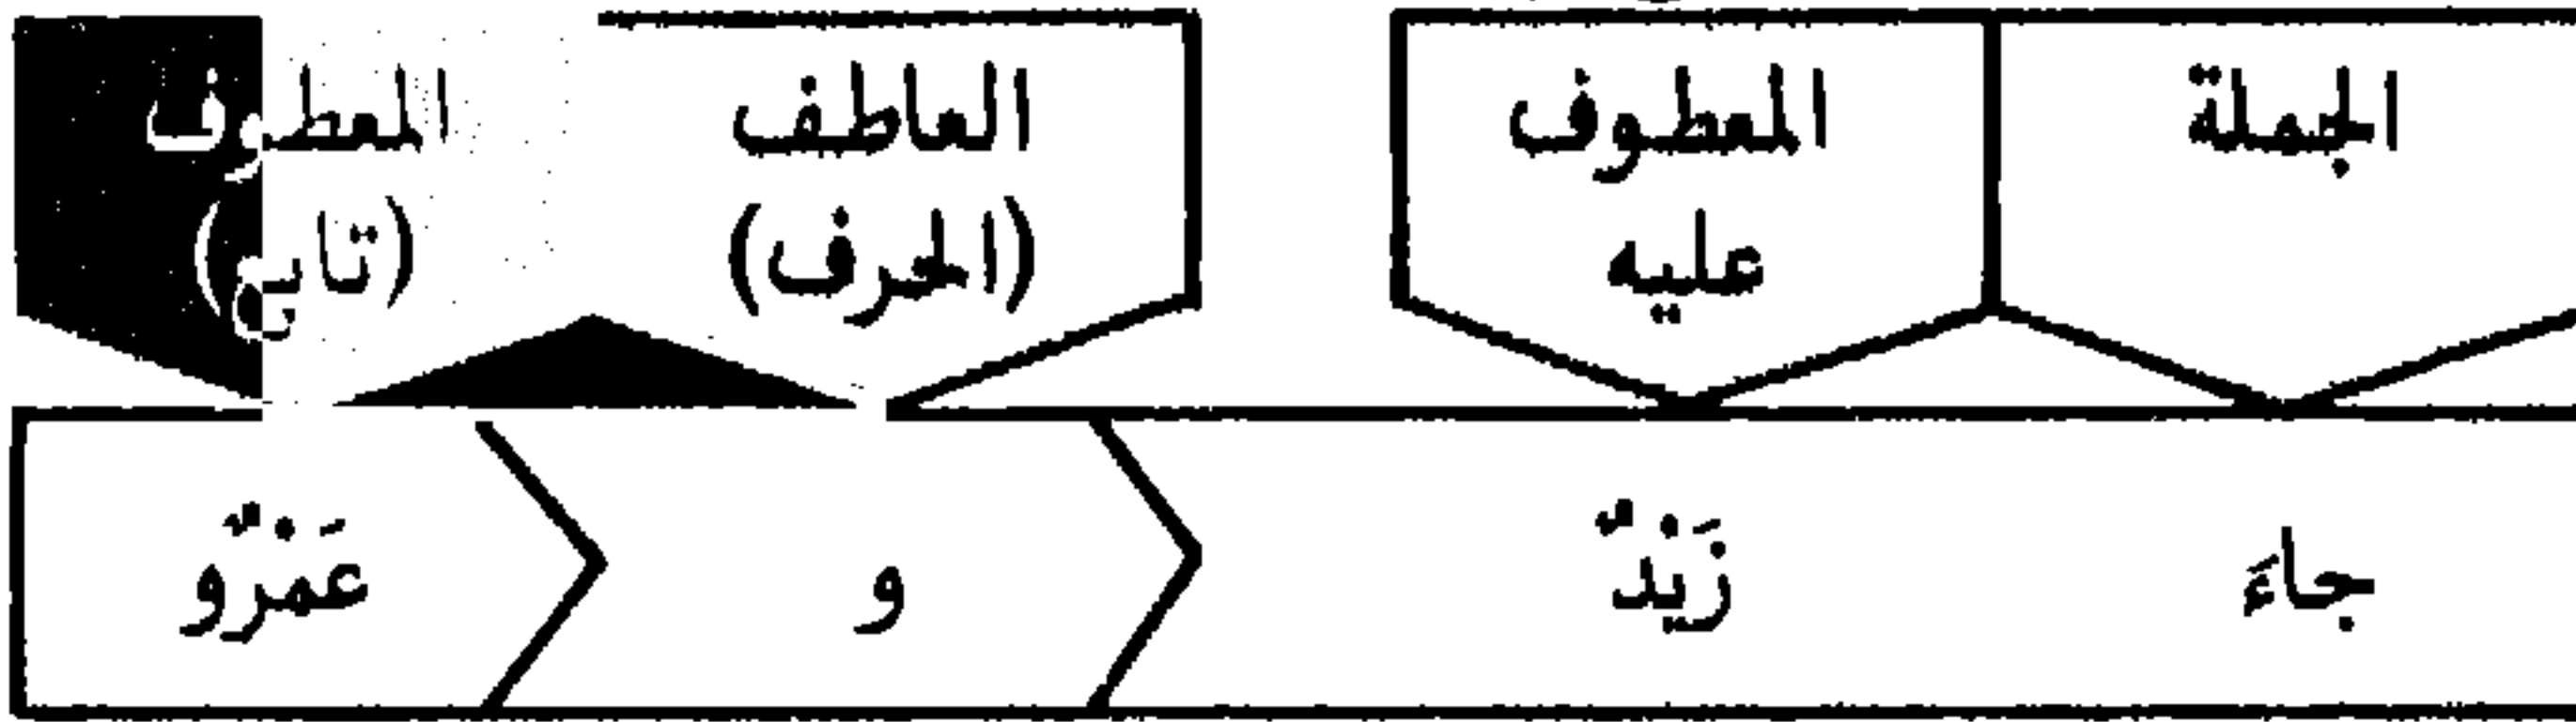 الجملة المعطوف العاطف المعطوف
عليه (الحرف) (تابع)
جاءَ زَيْدٌ و عَمْرٌو